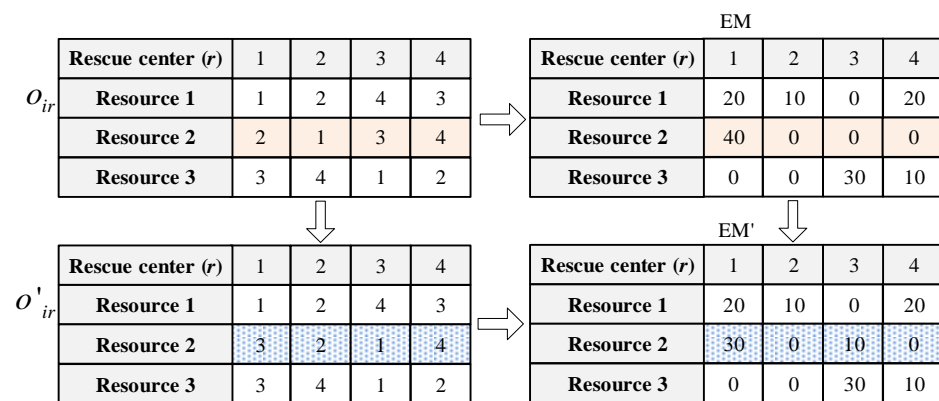 EM
Rescue center (r) 1 2 3 4
Resource 1 1 2 4 3
Resource 2 2 1 3 4
Resource 3 3 4 1 2
O ir
Rescue center (r) 1 2 3 4
Resource 1 20 10 0 20
Resource 2 40 0 0 0
Resource 3 0 0 30 10
EM'
Rescue center (r) 1 2 3 4
Resource 1 1 2 4 3
Resource 2 3 2 1 4
Resource 3 3 4 1 2
O' ir
Rescue center (r) 1 2 3 4
Resource 1 20 10 0 20
Resource 2 30 0 10 0
Resource 3 0 0 30 10